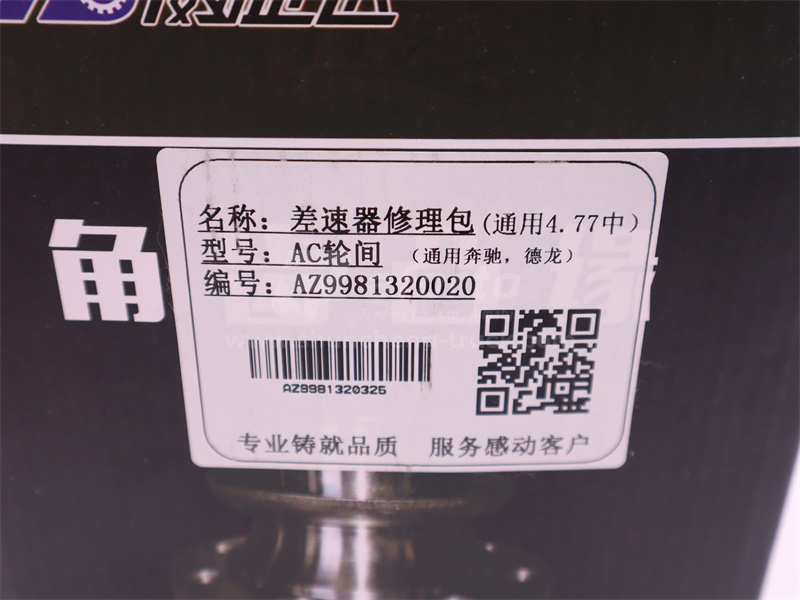 角
名称：差速器修理包(通用4.77中)
型号：AC轮间 （通用奔驰，德龙）
编号：AZ9981320020
AZ9981320325
专业铸就品质 服务感动客户